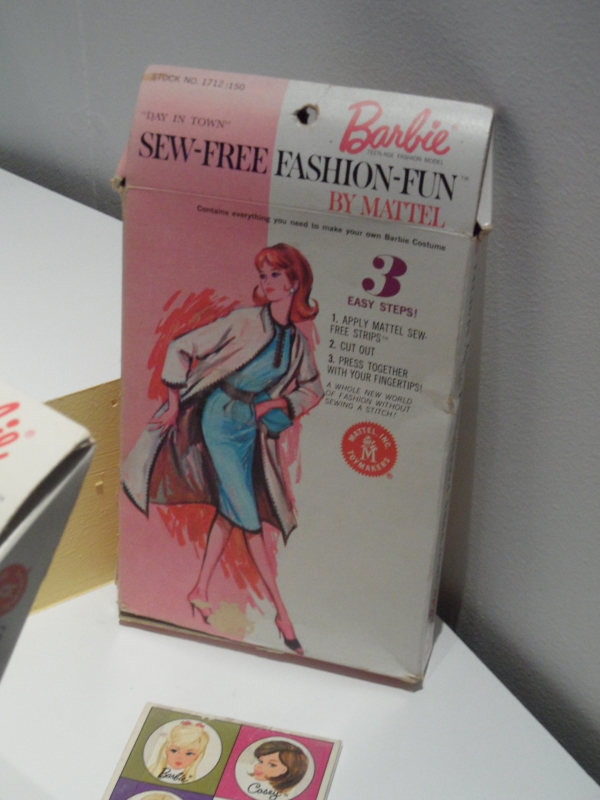 STOCK NO. 1712:150
"DAY IN TOWN"
Barbie®
TEEN-AGE FASHION MODEL
SEW-FREE FASHION-FUN™
BY MATTEL
Contains everything you need to make your own Barbie Costume
3
EASY STEPS!
1. APPLY MATTEL SEW-
FREE STRIPS™
2. CUT OUT
3. PRESS TOGETHER
WITH YOUR FINGERTIPS!
A WHOLE NEW WORLD
OF FASHION WITHOUT
SEWING A STITCH!
MATTEL, INC.
M
TOYMAKERS
®
Barbie
Casey